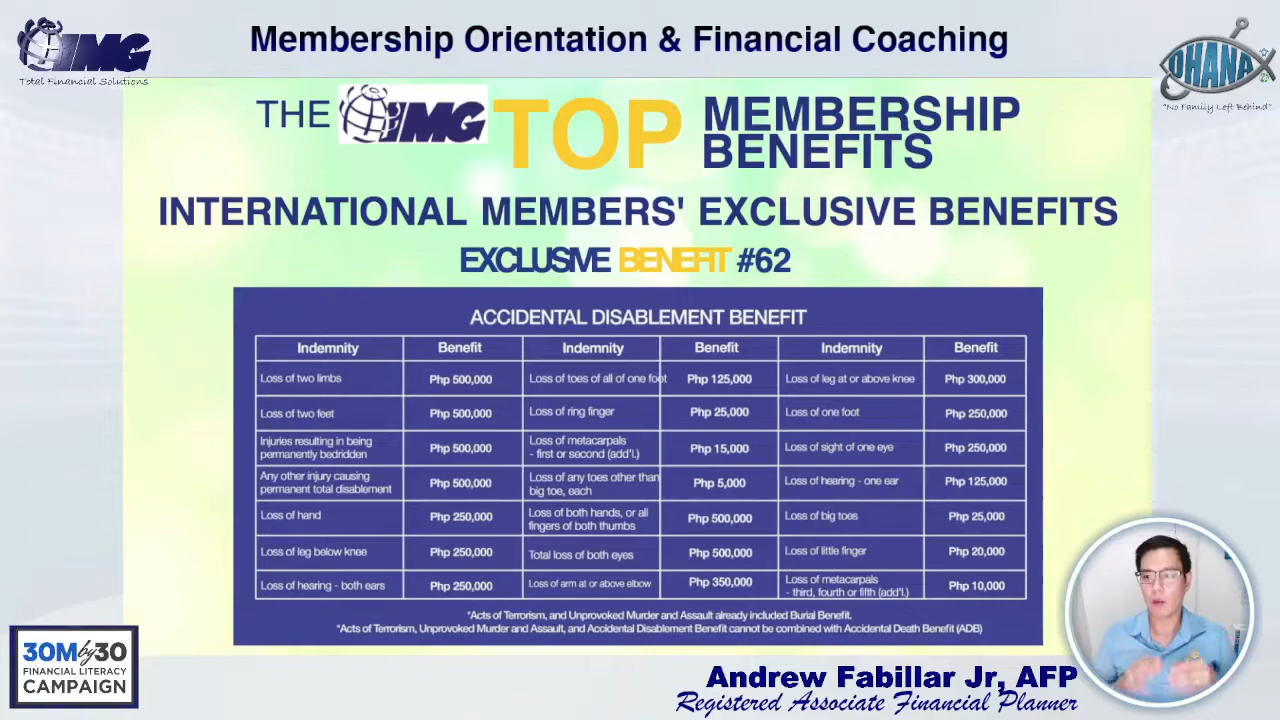 IMG
Total Financial Solutions
Membership Orientation & Financial Coaching
OHANA
"No Family Left Behind"
THE IMG TOP MEMBERSHIP BENEFITS
INTERNATIONAL MEMBERS' EXCLUSIVE BENEFITS
EXCLUSIVE BENEFIT #62
ACCIDENTAL DISABLEMENT BENEFIT
Indemnity Benefit Indemnity Benefit Indemnity Benefit
Loss of two limbs Php 500,000 Loss of toes of all of one foot Php 125,000 Loss of leg at or above knee Php 300,000
Loss of two feet Php 500,000 Loss of ring finger Php 25,000 Loss of one foot Php 250,000
Injuries resulting in being permanently bedridden Php 500,000 Loss of metacarpals - first or second (add'l.) Php 15,000 Loss of sight of one eye Php 250,000
Any other injury causing permanent total disablement Php 500,000 Loss of any toes other than big toe, each Php 5,000 Loss of hearing - one ear Php 125,000
Loss of hand Php 250,000 Loss of both hands, or all fingers of both thumbs Php 500,000 Loss of big toes Php 25,000
Loss of leg below knee Php 250,000 Total loss of both eyes Php 500,000 Loss of little finger Php 20,000
Loss of hearing - both ears Php 250,000 Loss of arm at or above elbow Php 350,000 Loss of metacarpals - third, fourth or fifth (add'l.) Php 10,000
*Acts of Terrorism, and Unprovoked Murder and Assault already included Burial Benefit.
*Acts of Terrorism, Unprovoked Murder and Assault, and Accidental Disablement Benefit cannot be combined with Accidental Death Benefit (ADB)
30M by 30
FINANCIAL LITERACY
CAMPAIGN
Andrew Fabillar Jr, AFP
Registered Associate Financial Planner